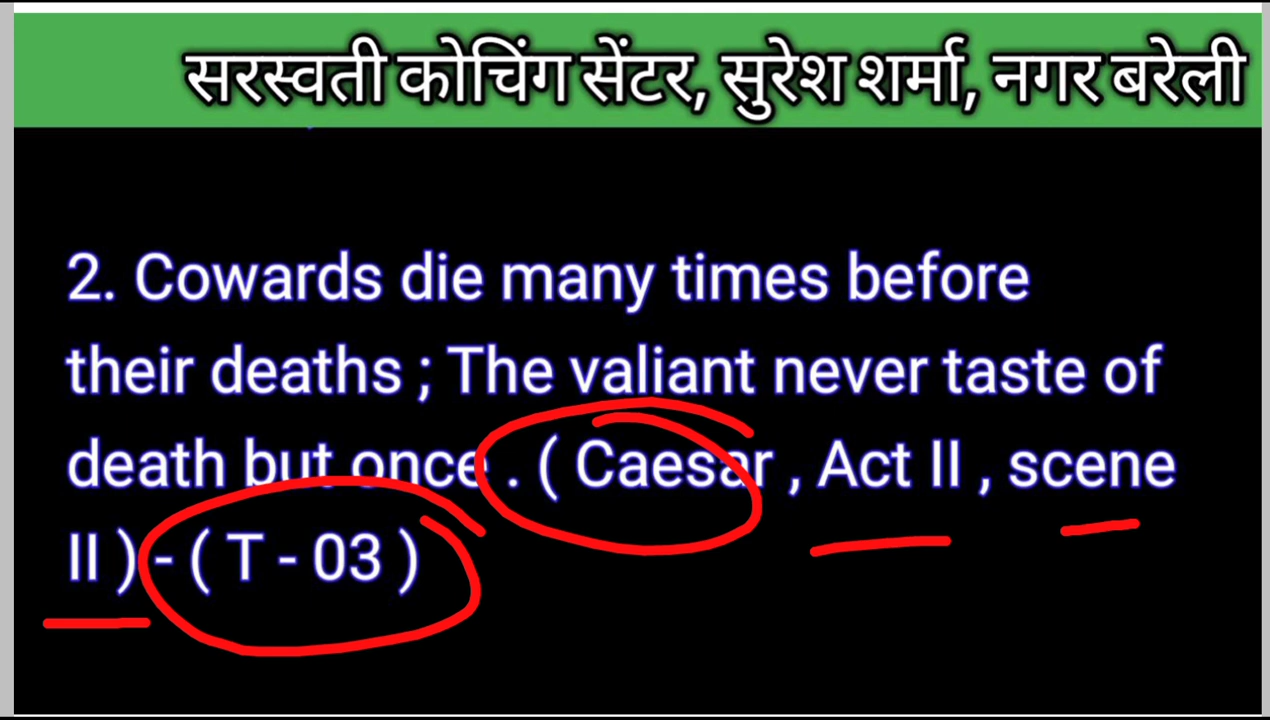 सरस्वती कोचिंग सेंटर, सुरेश शर्मा, नगर बरेली
2. Cowards die many times before
their deaths ; The valiant never taste of
death but once . ( Caesar , Act II , scene
II ) - ( T - 03 )